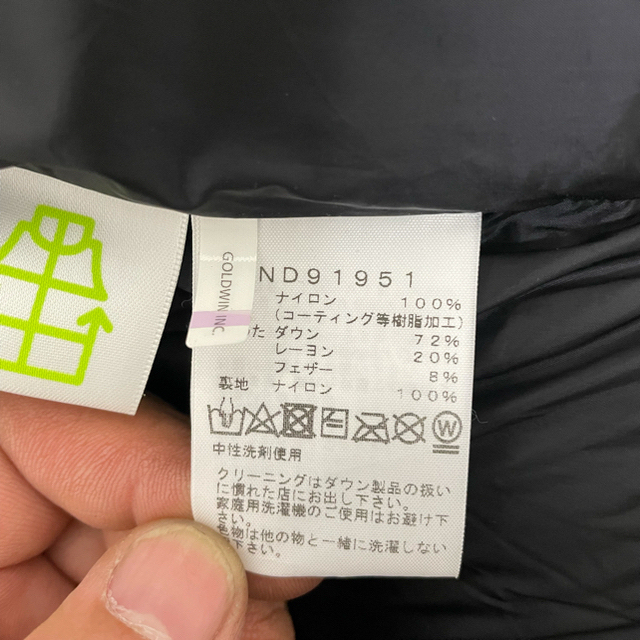 GOLDWIN INC
ND91951
ナイロン 100%
(コーティング等樹脂加工)
た ダウン 72%
レーヨン 20%
フェザー 8%
裏地 ナイロン 100%
W
中性洗剤使用
クリーニングはダウン製品の扱い
に慣れた店にお出し下さい。
家庭用洗濯機のご使用はお避け下
さい。
色物は他の物と一緒に洗濯しない
下さい。